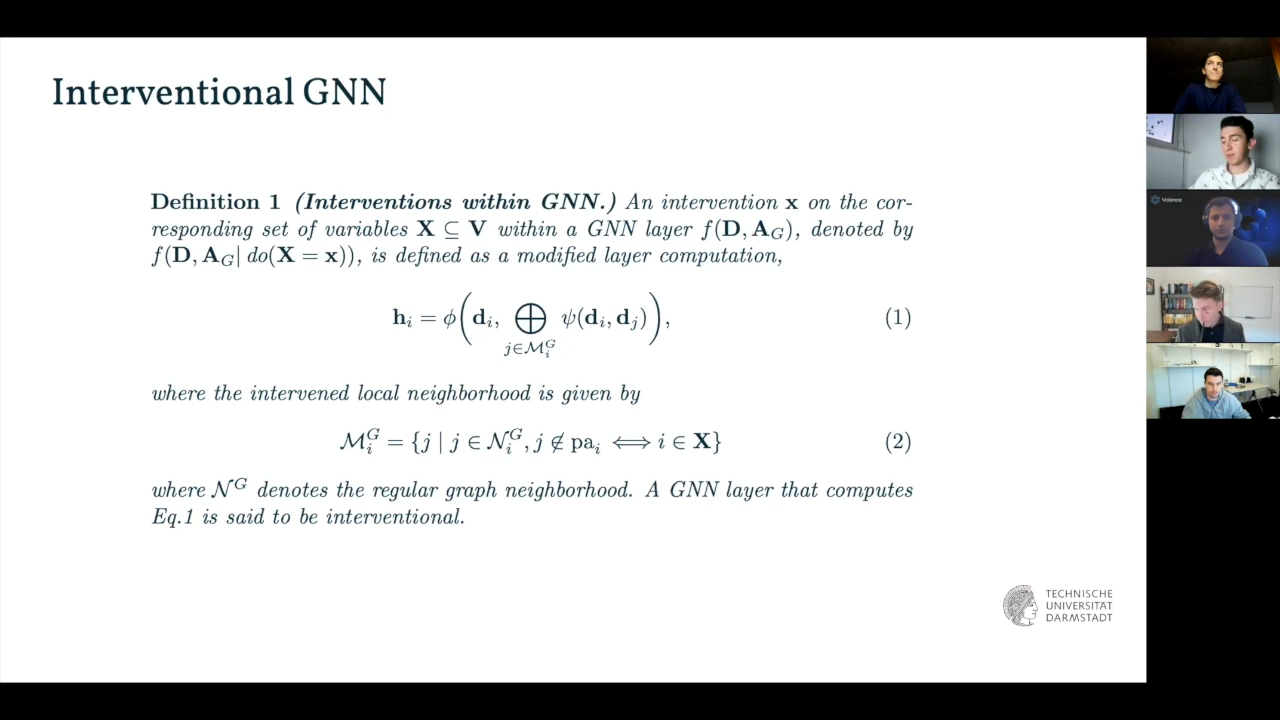 Interventional GNN
Definition 1 (Interventions within GNN.) An intervention x on the cor-
responding set of variables X ⊆ V within a GNN layer f(D, A_G), denoted by
f(D, A_G| do(X = x)), is defined as a modified layer computation,
h_i = ϕ(d_i, ⨁_{j∈M_i^G} ψ(d_i, d_j)), (1)
where the intervened local neighborhood is given by
M_i^G = {j | j ∈ N_i^G, j ∉ pa_i ⟺ i ∈ X} (2)
where N^G denotes the regular graph neighborhood. A GNN layer that computes
Eq.1 is said to be interventional.
TECHNISCHE
UNIVERSITÄT
DARMSTADT
Valence